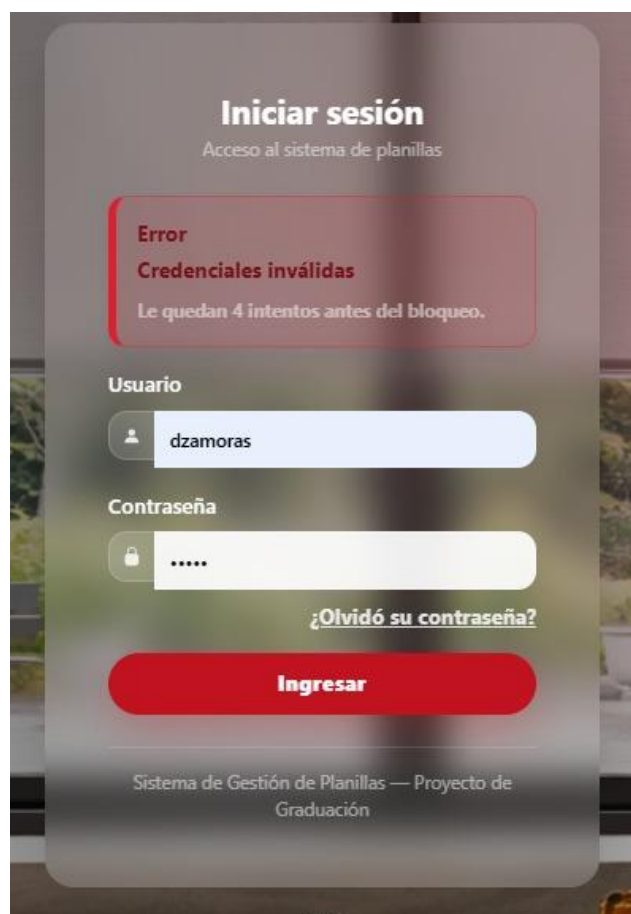 Iniciar sesión
Acceso al sistema de planillas
Error
Credenciales inválidas
Le quedan 4 intentos antes del bloqueo.
Usuario
dzamoras
Contraseña
•••••
¿Olvidó su contraseña?
Ingresar
Sistema de Gestión de Planillas — Proyecto de
Graduación